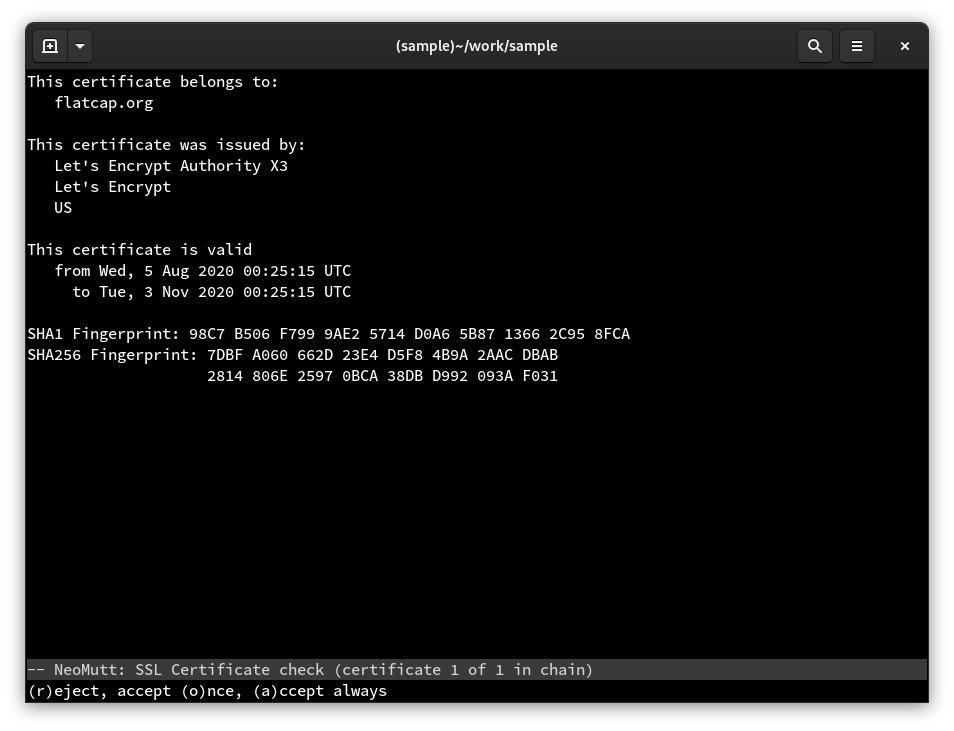 (sample)~/work/sample
This certificate belongs to:
   flatcap.org
This certificate was issued by:
   Let's Encrypt Authority X3
   Let's Encrypt
   US
This certificate is valid
   from Wed, 5 Aug 2020 00:25:15 UTC
     to Tue, 3 Nov 2020 00:25:15 UTC
SHA1 Fingerprint: 98C7 B506 F799 9AE2 5714 D0A6 5B87 1366 2C95 8FCA
SHA256 Fingerprint: 7DBF A060 662D 23E4 D5F8 4B9A 2AAC DBAB
                    2814 806E 2597 0BCA 38DB D992 093A F031
-- NeoMutt: SSL Certificate check (certificate 1 of 1 in chain)
(r)eject, accept (o)nce, (a)ccept always